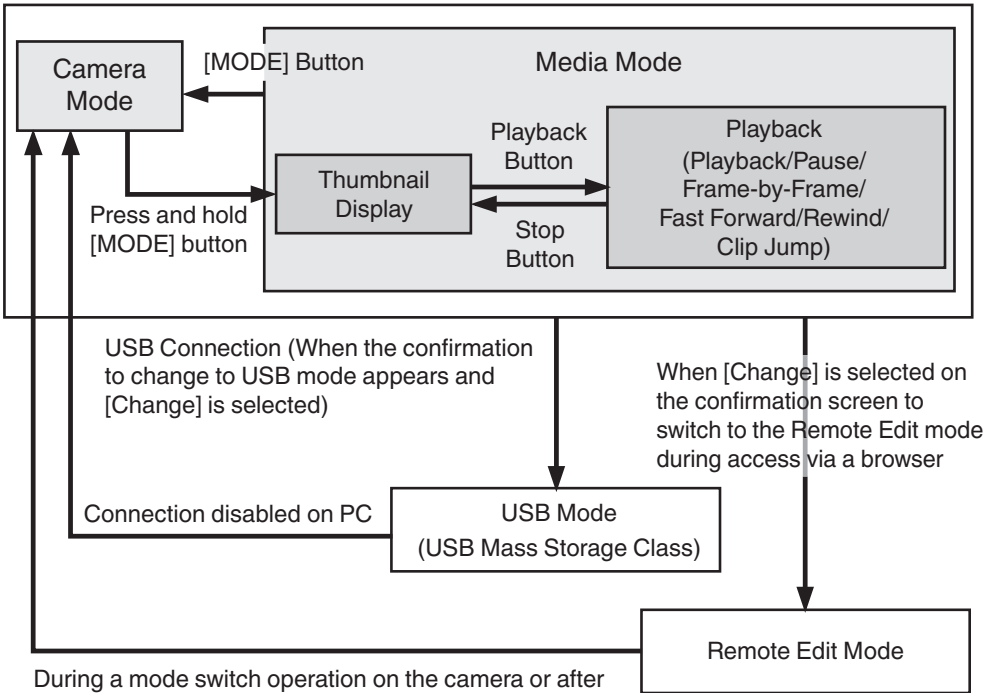 Camera
Mode
[MODE] Button
Media Mode
Playback
Button
Playback
(Playback/Pause/
Frame-by-Frame/
Fast Forward/Rewind/
Clip Jump)
Thumbnail
Display
Press and hold
[MODE] button
Stop
Button
USB Connection (When the confirmation
to change to USB mode appears and
[Change] is selected)
When [Change] is selected on
the confirmation screen to
switch to the Remote Edit mode
during access via a browser
Connection disabled on PC
USB Mode
(USB Mass Storage Class)
Remote Edit Mode
During a mode switch operation on the camera or after